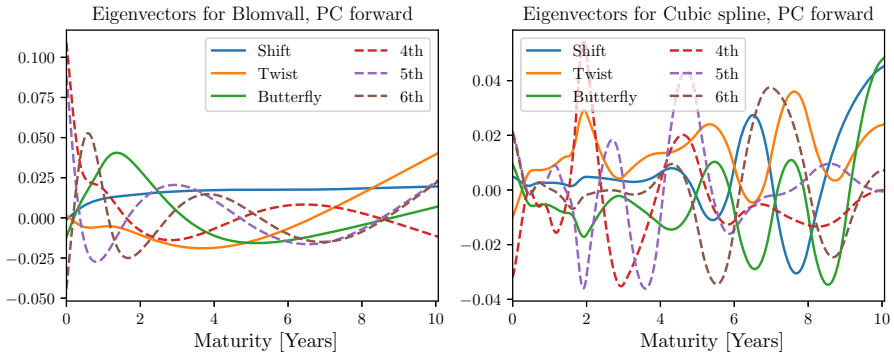 Eigenvectors for Blomvall, PC forward
0.100
0.075
0.050
0.025
0.000
−0.025
−0.050
Shift
Twist
Butterfly
4th
5th
6th
0 2 4 6 8 10
Maturity [Years]
Eigenvectors for Cubic spline, PC forward
0.04
0.02
0.00
−0.02
−0.04
Shift
Twist
Butterfly
4th
5th
6th
0 2 4 6 8 10
Maturity [Years]